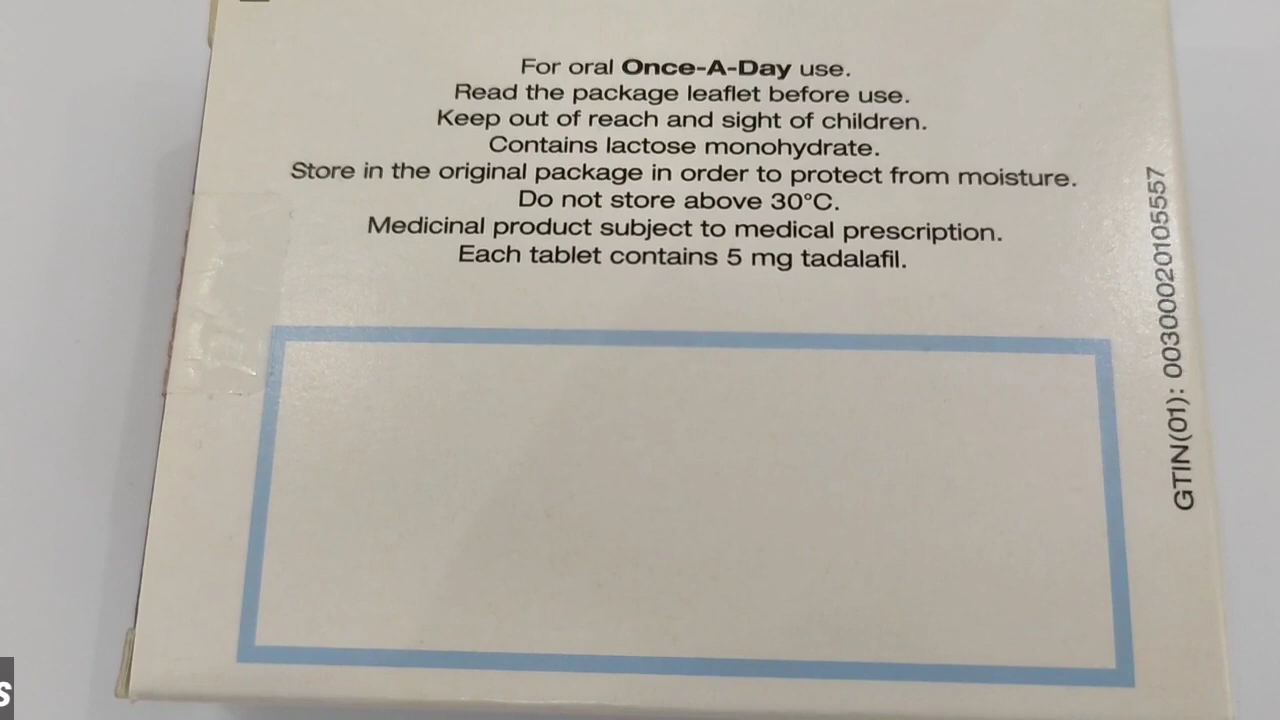 For oral Once-A-Day use.
Read the package leaflet before use.
Keep out of reach and sight of children.
Contains lactose monohydrate.
Store in the original package in order to protect from moisture.
Do not store above 30°C.
Medicinal product subject to medical prescription.
Each tablet contains 5 mg tadalafil.
GTIN(01): 00300020105557
S